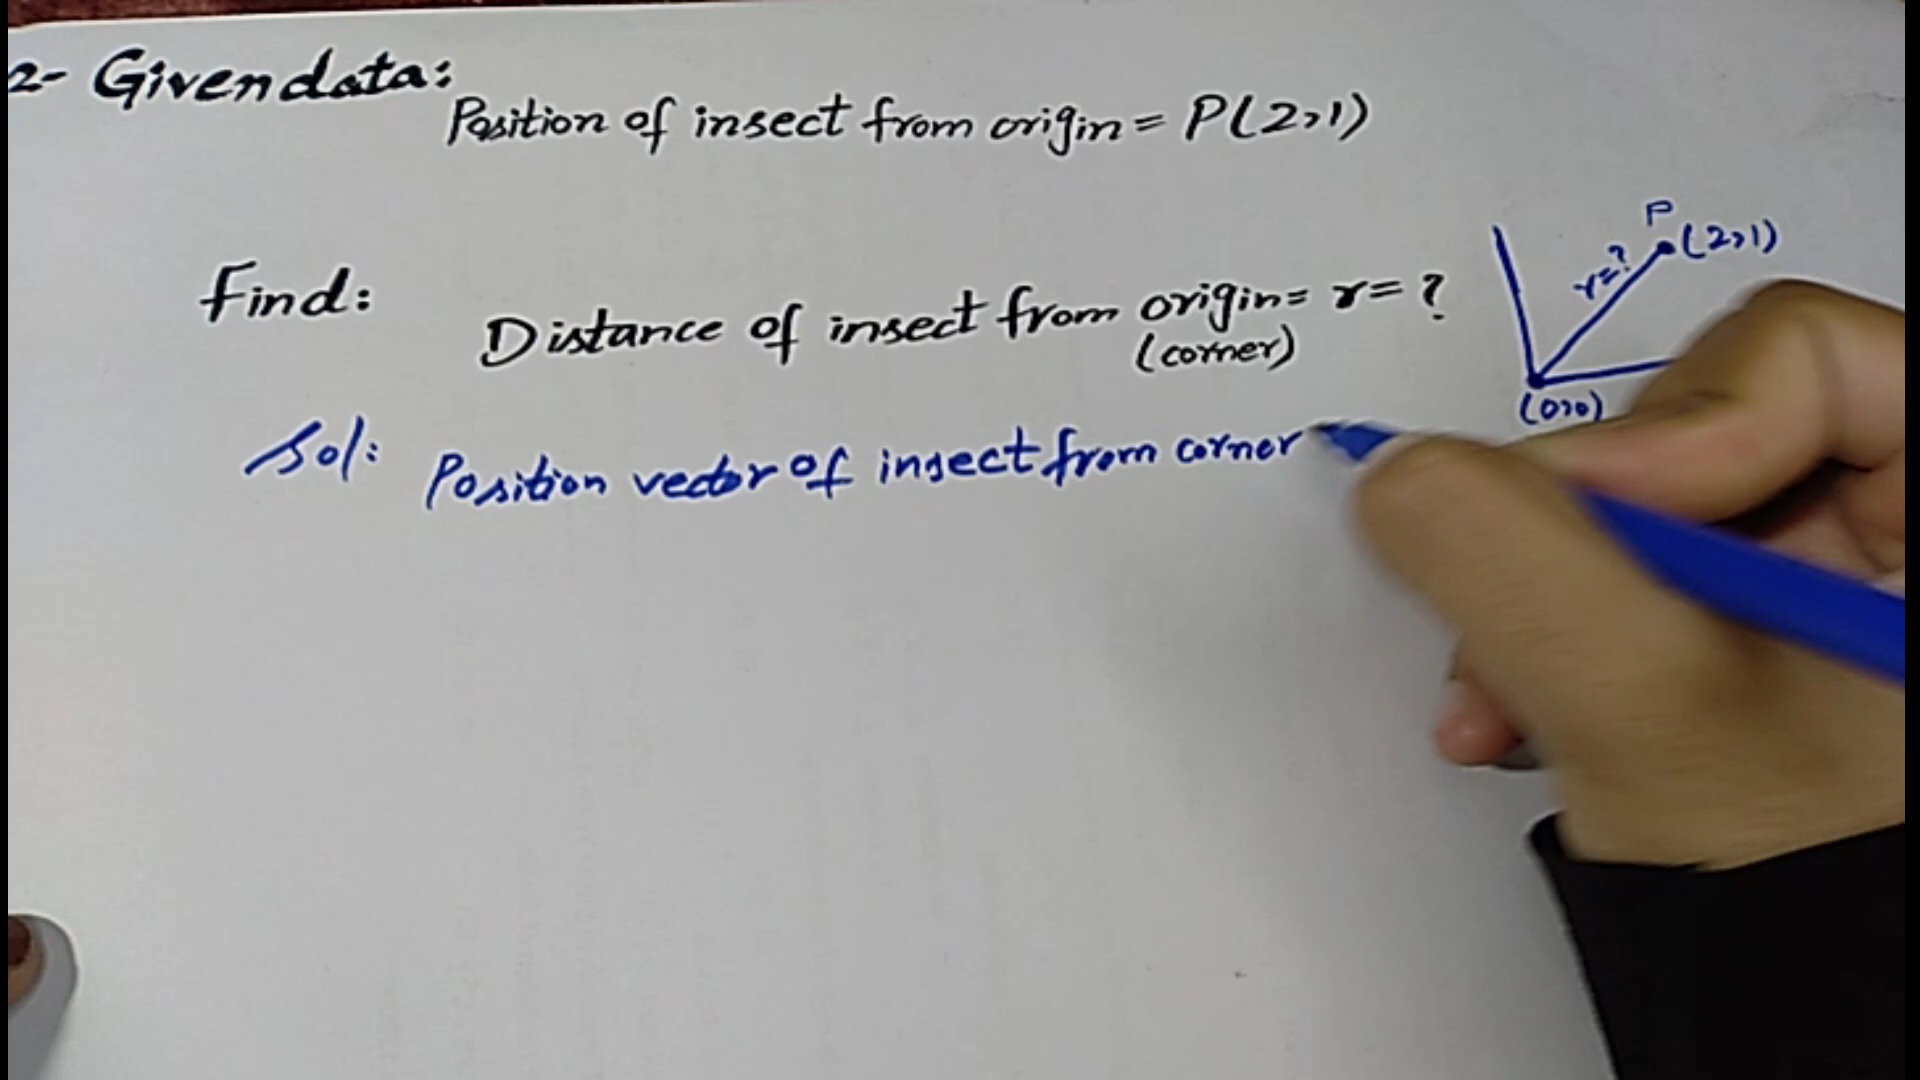 2- Given data:
Position of insect from origin = P(2,1)
P
(2,1)
r=?
Find:
Distance of insect from origin= r= ?
(corner)
(0,0)
Sol: Position vector of insect from corner